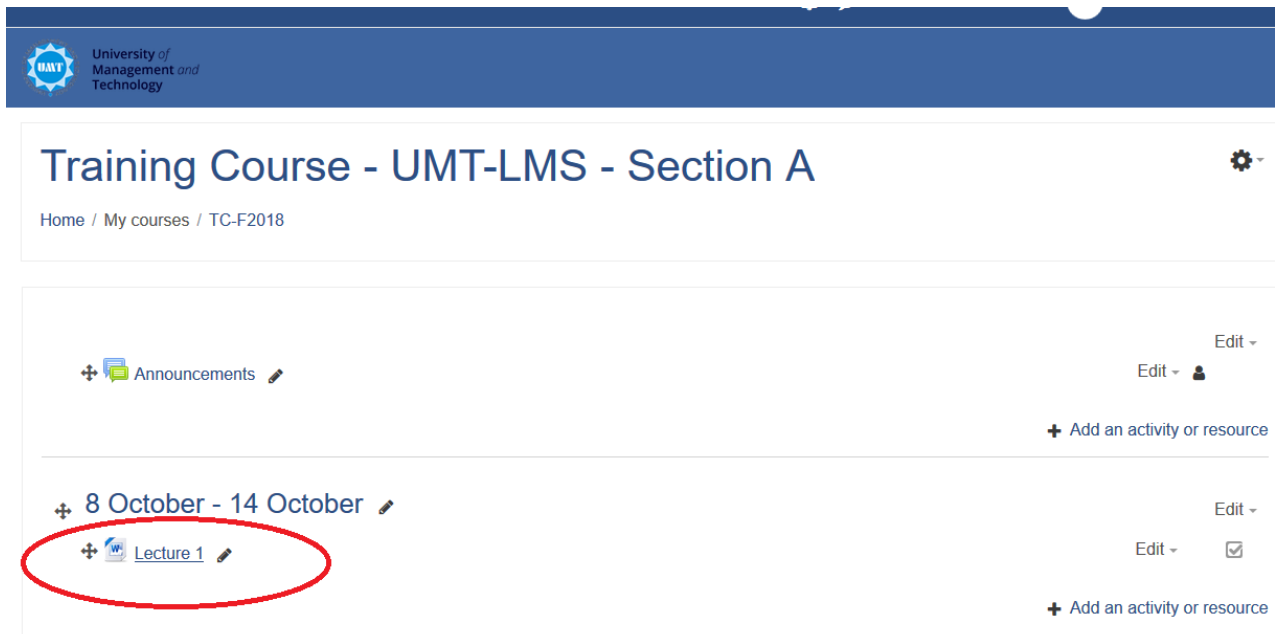 UMT
University of
Management and
Technology
Training Course - UMT-LMS - Section A
Home / My courses / TC-F2018
Edit
Announcements
Edit
+ Add an activity or resource
8 October - 14 October
Edit
W
Lecture 1
Edit
+ Add an activity or resource